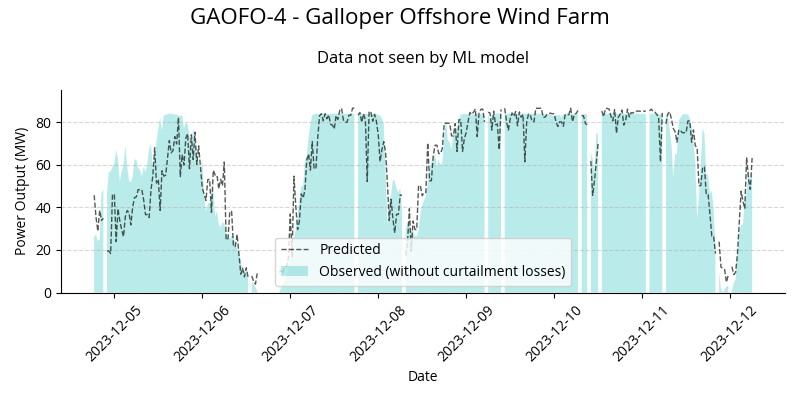 GAOFO-4 - Galloper Offshore Wind Farm
Data not seen by ML model
Power Output (MW)
80
60
40
20
0
Predicted
Observed (without curtailment losses)
2023-12-05
2023-12-06
2023-12-07
2023-12-08
2023-12-09
2023-12-10
2023-12-11
2023-12-12
Date